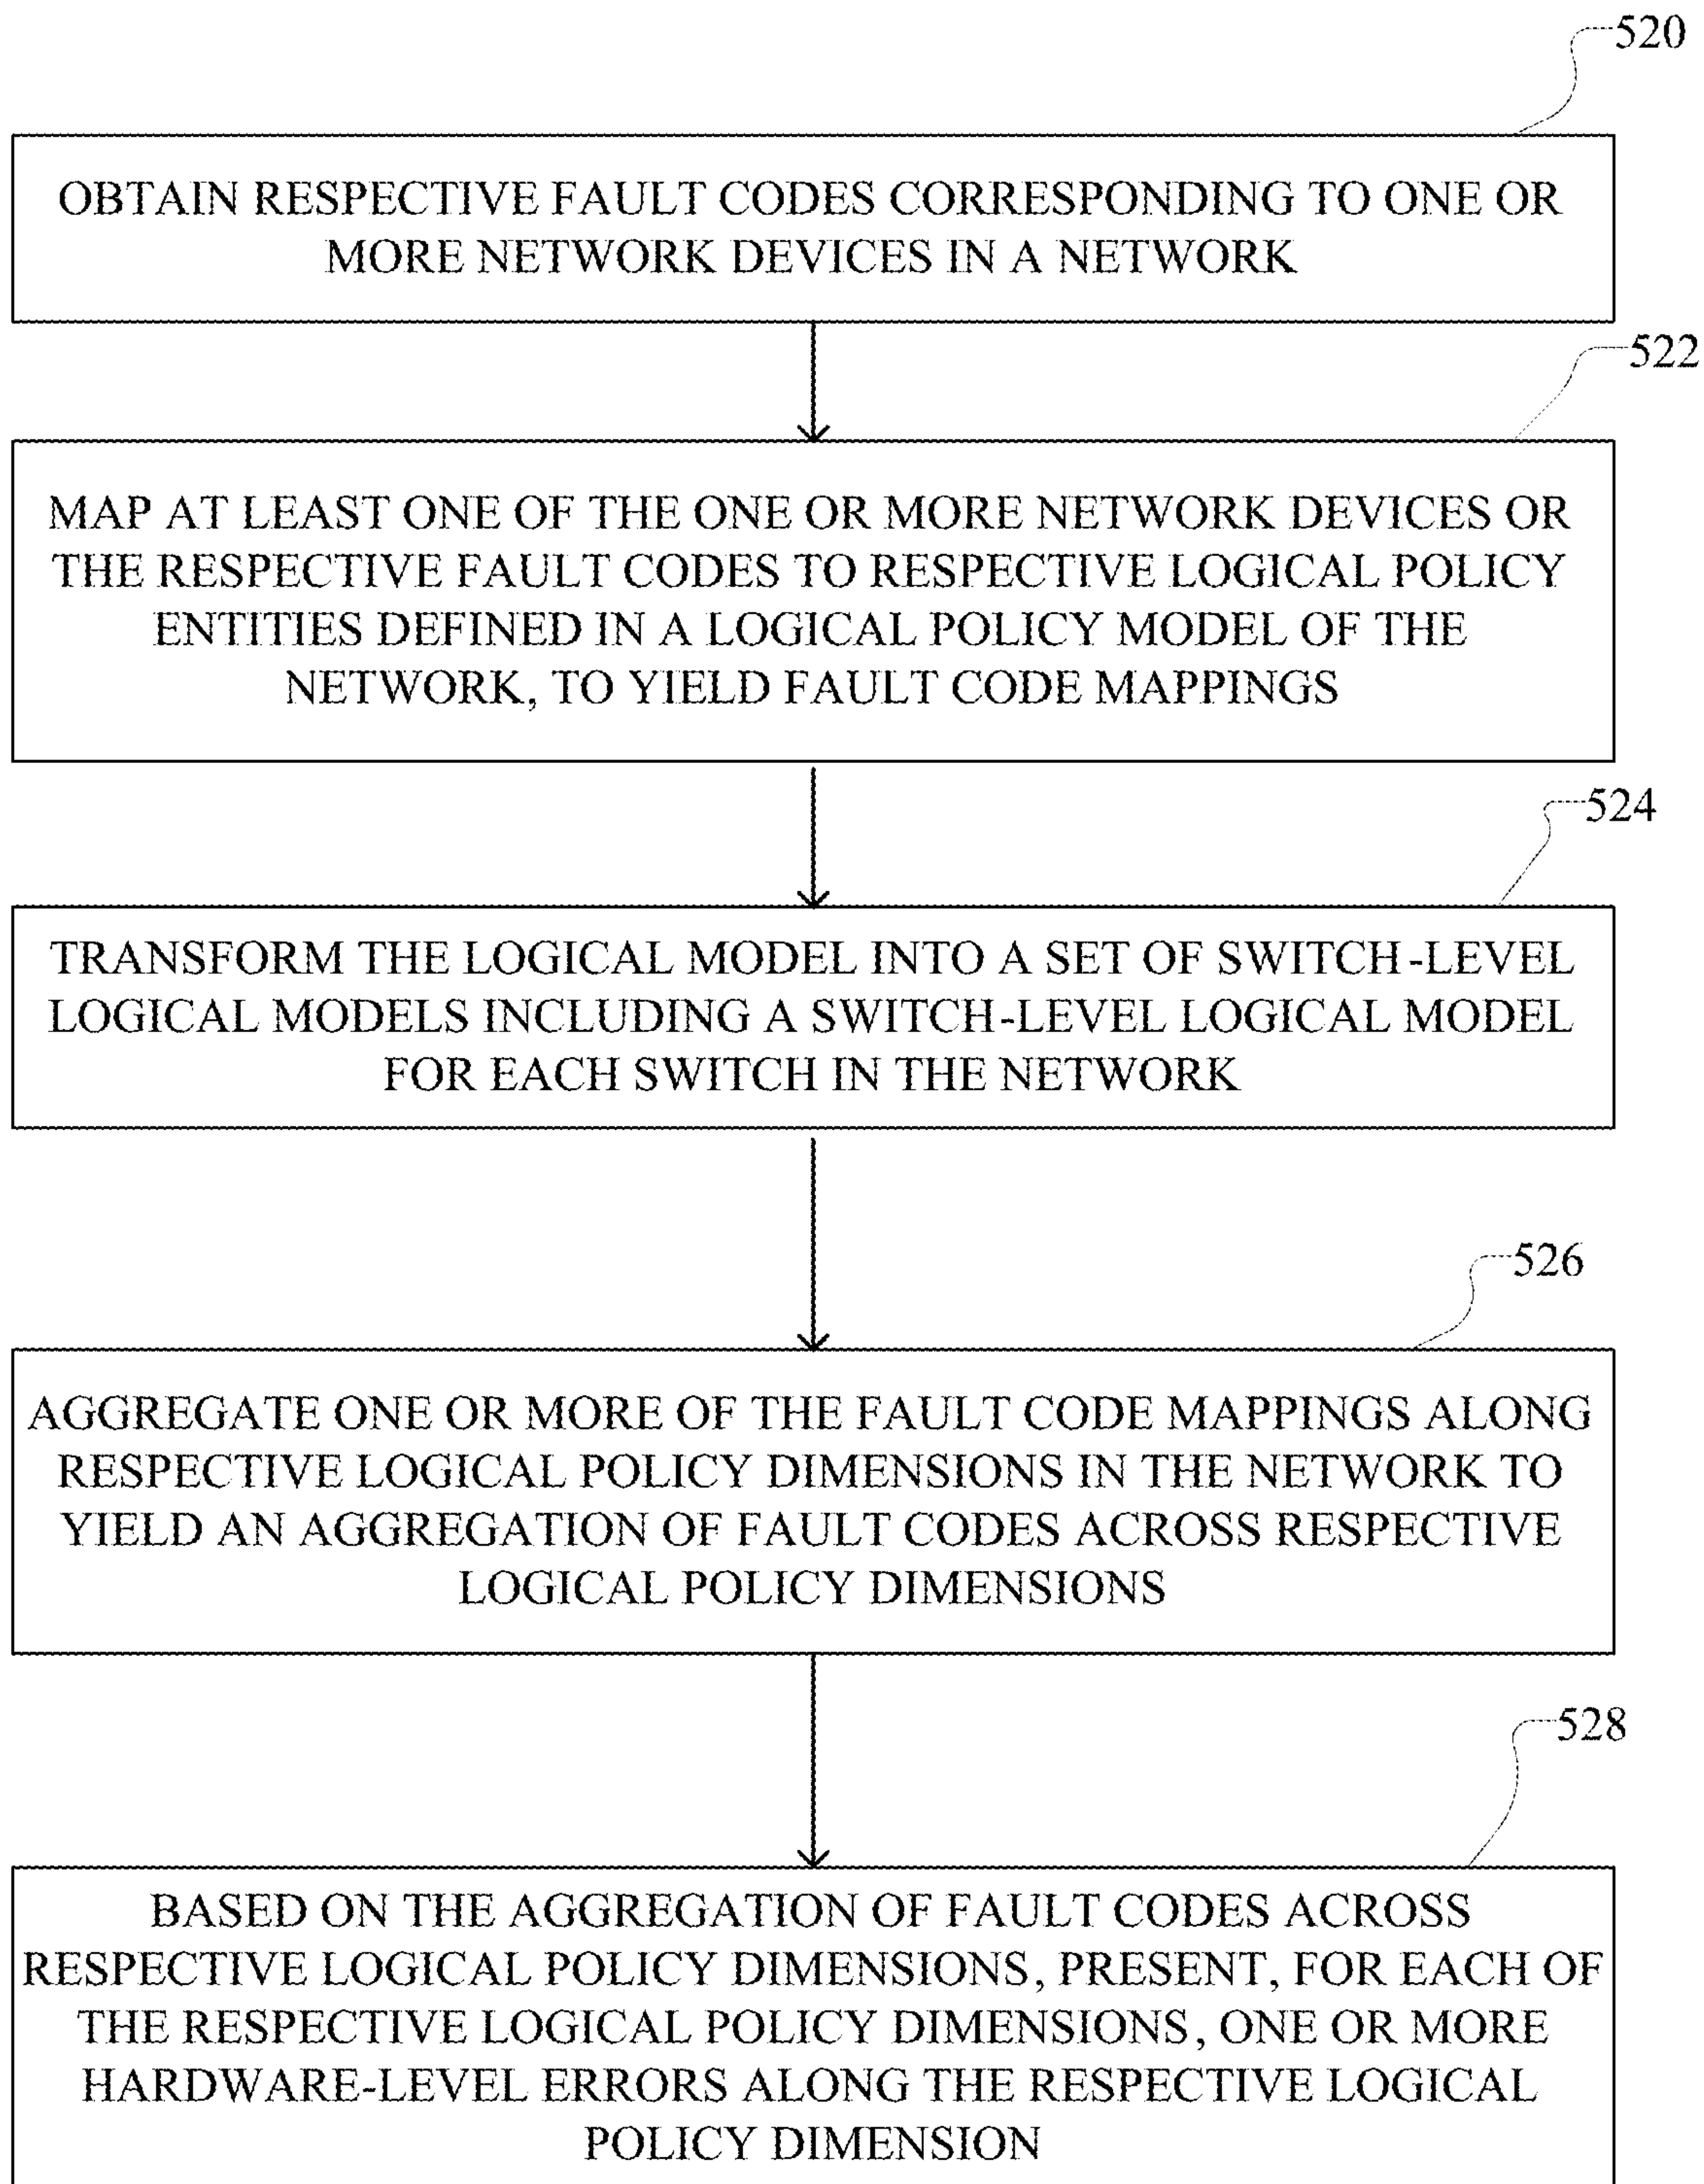 520
OBTAIN RESPECTIVE FAULT CODES CORRESPONDING TO ONE OR
MORE NETWORK DEVICES IN A NETWORK
522
MAP AT LEAST ONE OF THE ONE OR MORE NETWORK DEVICES OR
THE RESPECTIVE FAULT CODES TO RESPECTIVE LOGICAL POLICY
ENTITIES DEFINED IN A LOGICAL POLICY MODEL OF THE
NETWORK, TO YIELD FAULT CODE MAPPINGS
524
TRANSFORM THE LOGICAL MODEL INTO A SET OF SWITCH-LEVEL
LOGICAL MODELS INCLUDING A SWITCH-LEVEL LOGICAL MODEL
FOR EACH SWITCH IN THE NETWORK
526
AGGREGATE ONE OR MORE OF THE FAULT CODE MAPPINGS ALONG
RESPECTIVE LOGICAL POLICY DIMENSIONS IN THE NETWORK TO
YIELD AN AGGREGATION OF FAULT CODES ACROSS RESPECTIVE
LOGICAL POLICY DIMENSIONS
528
BASED ON THE AGGREGATION OF FAULT CODES ACROSS
RESPECTIVE LOGICAL POLICY DIMENSIONS, PRESENT, FOR EACH OF
THE RESPECTIVE LOGICAL POLICY DIMENSIONS, ONE OR MORE
HARDWARE-LEVEL ERRORS ALONG THE RESPECTIVE LOGICAL
POLICY DIMENSION